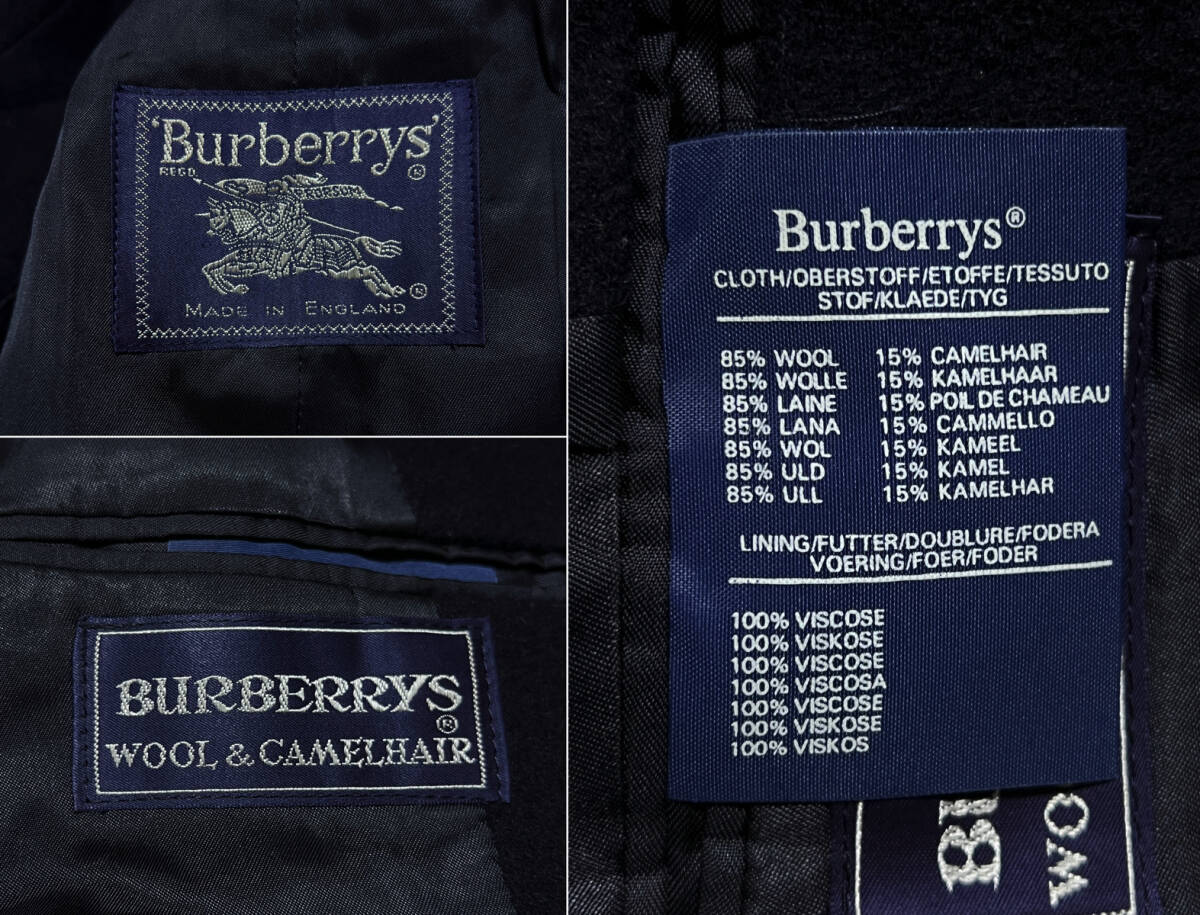 'Burberrys'
REGD.
PRORSUM
®
®
MADE IN ENGLAND
BURBERRYS
®
WOOL & CAMELHAIR
Burberrys®
CLOTH/OBERSTOFF/ETOFFE/TESSUTO
STOF/KLAEDE/TYG
85% WOOL 15% CAMELHAIR
85% WOLLE 15% KAMELHAAR
85% LAINE 15% POIL DE CHAMEAU
85% LANA 15% CAMMELLO
85% WOL 15% KAMEEL
85% ULD 15% KAMEL
85% ULL 15% KAMELHAR
LINING/FUTTER/DOUBLURE/FODERA
VOERING/FOER/FODER
100% VISCOSE
100% VISKOSE
100% VISCOSE
100% VISCOSA
100% VISCOSE
100% VISKOSE
100% VISKOS
BU
WO